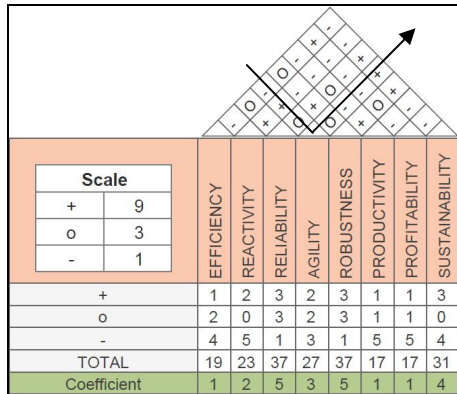 Scale
+ 9
o 3
- 1
EFFICIENCY
REACTIVITY
RELIABILITY
AGILITY
ROBUSTNESS
PRODUCTIVITY
PROFITABILITY
SUSTAINABILITY
+ 1 2 3 2 3 1 1 3
o 2 0 3 2 3 1 1 0
- 4 5 1 3 1 5 5 4
TOTAL 19 23 37 27 37 17 17 31
Coefficient 1 2 5 3 5 1 1 4